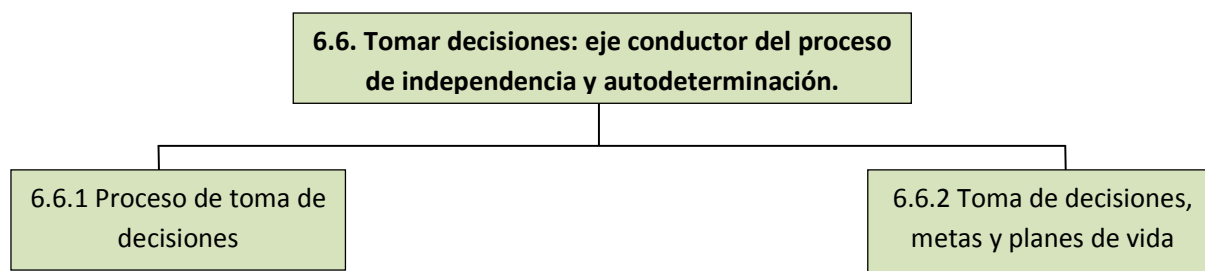 6.6. Tomar decisiones: eje conductor del proceso
de independencia y autodeterminación.
6.6.1 Proceso de toma de
decisiones
6.6.2 Toma de decisiones,
metas y planes de vida